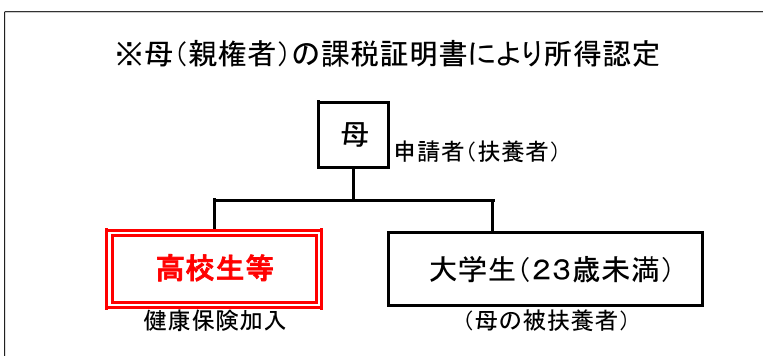 ※母（親権者）の課税証明書により所得認定
母
申請者（扶養者）
高校生等
大学生（２３歳未満）
健康保険加入
（母の被扶養者）